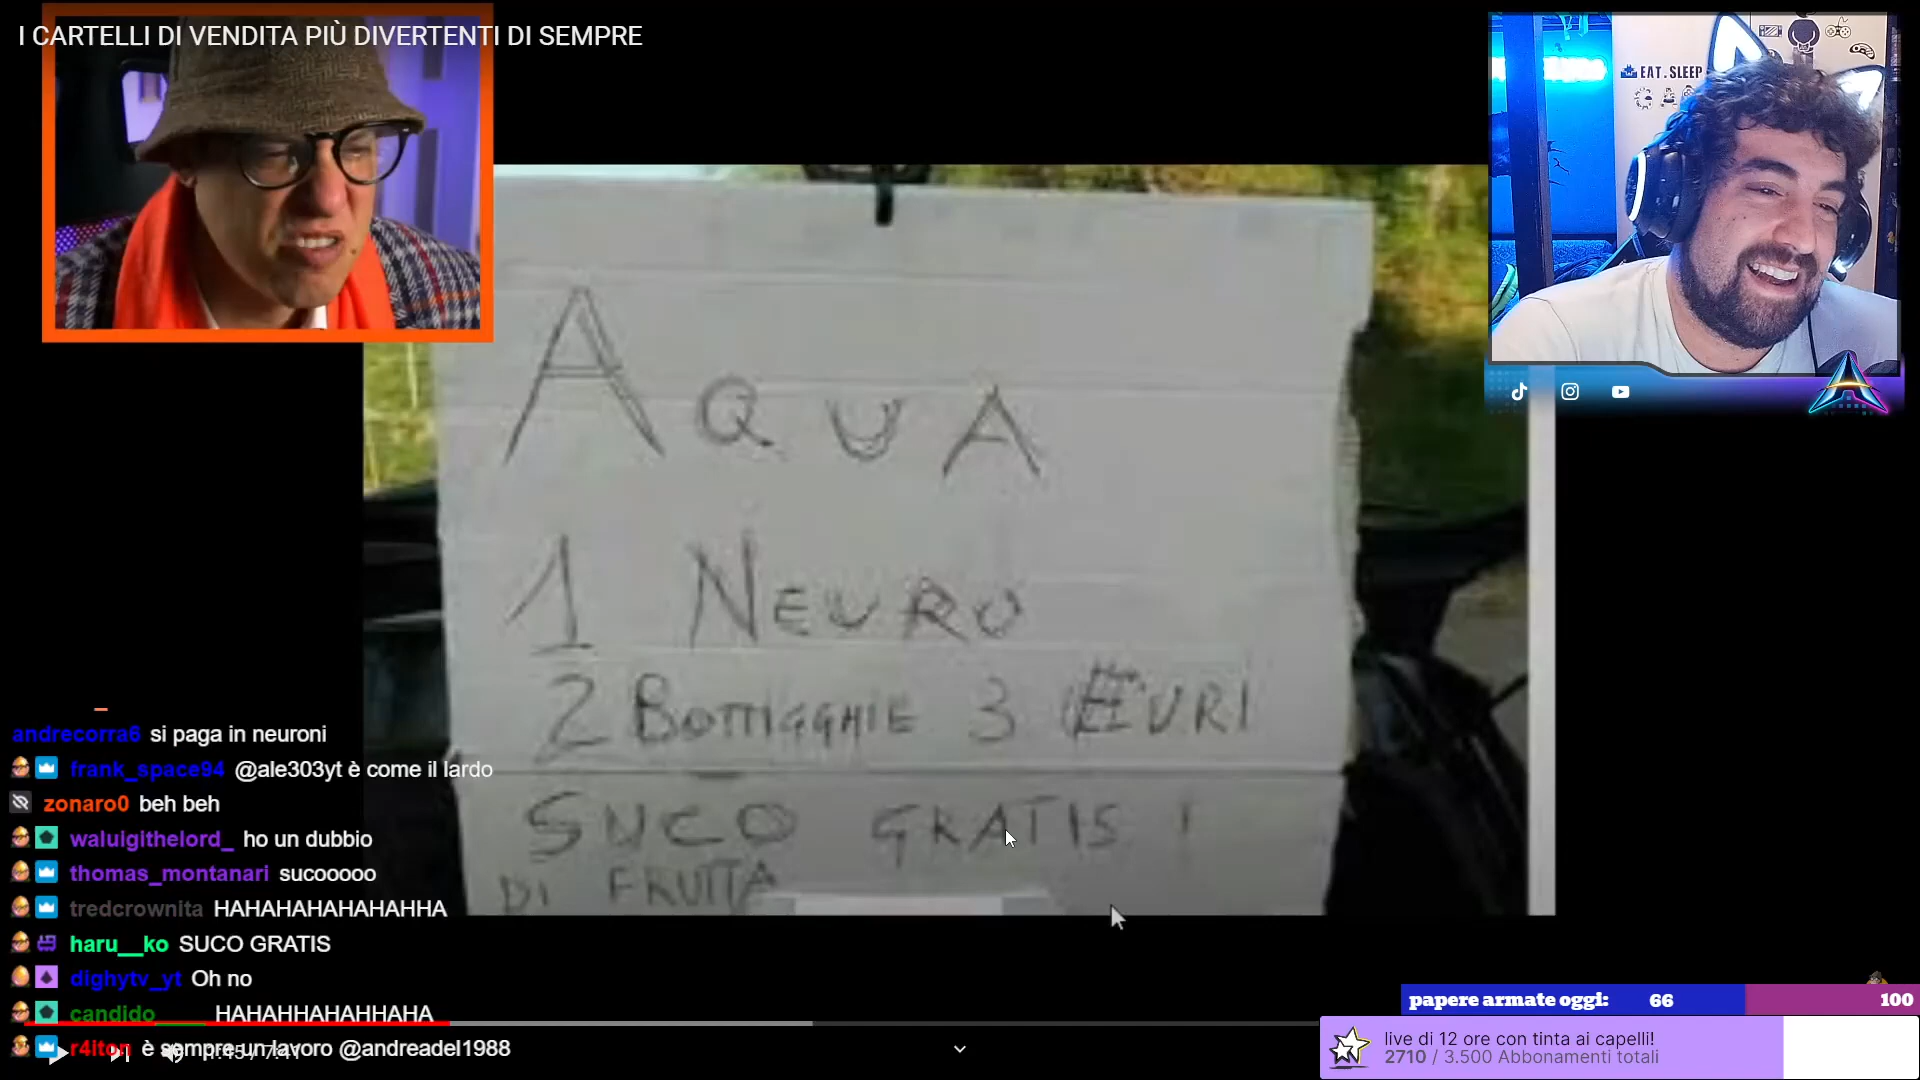 I CARTELLI DI VENDITA PIÙ DIVERTENTI DI SEMPRE
EAT.SLEEP
AQUA
1 NEURO
2 BOTTIGGHIE 3 EURI
SUCO GRATIS !
DI FRUTTA
andrecorra6 si paga in neuroni
frank_space94 @ale303yt è come il lardo
zonaro0 beh beh
waluigithelord_ ho un dubbio
thomas_montanari sucooooo
tredcrownita HAHAHAHAHAHAHHA
haru__ko SUCO GRATIS
dighytv_yt Oh no
candido____ HAHAHHAHAHHAHA
r4iton è sempre un lavoro @andreadel1988
papere armate oggi: 66 100
live di 12 ore con tinta ai capelli!
2710 / 3.500 Abbonamenti totali